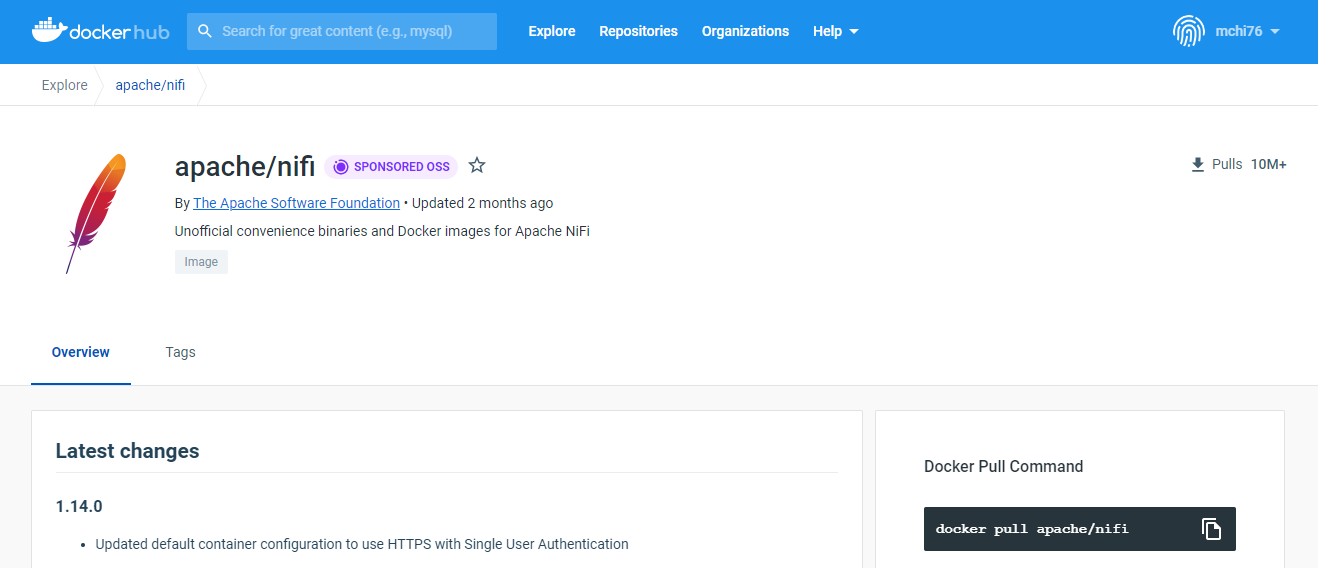 docker hub
Search for great content (e.g., mysql)
Explore
Repositories
Organizations
Help
mchi76
Explore
apache/nifi
apache/nifi
SPONSORED OSS
Pulls 10M+
By The Apache Software Foundation • Updated 2 months ago
Unofficial convenience binaries and Docker images for Apache NiFi
Image
Overview
Tags
Latest changes
1.14.0
• Updated default container configuration to use HTTPS with Single User Authentication
Docker Pull Command
docker pull apache/nifi